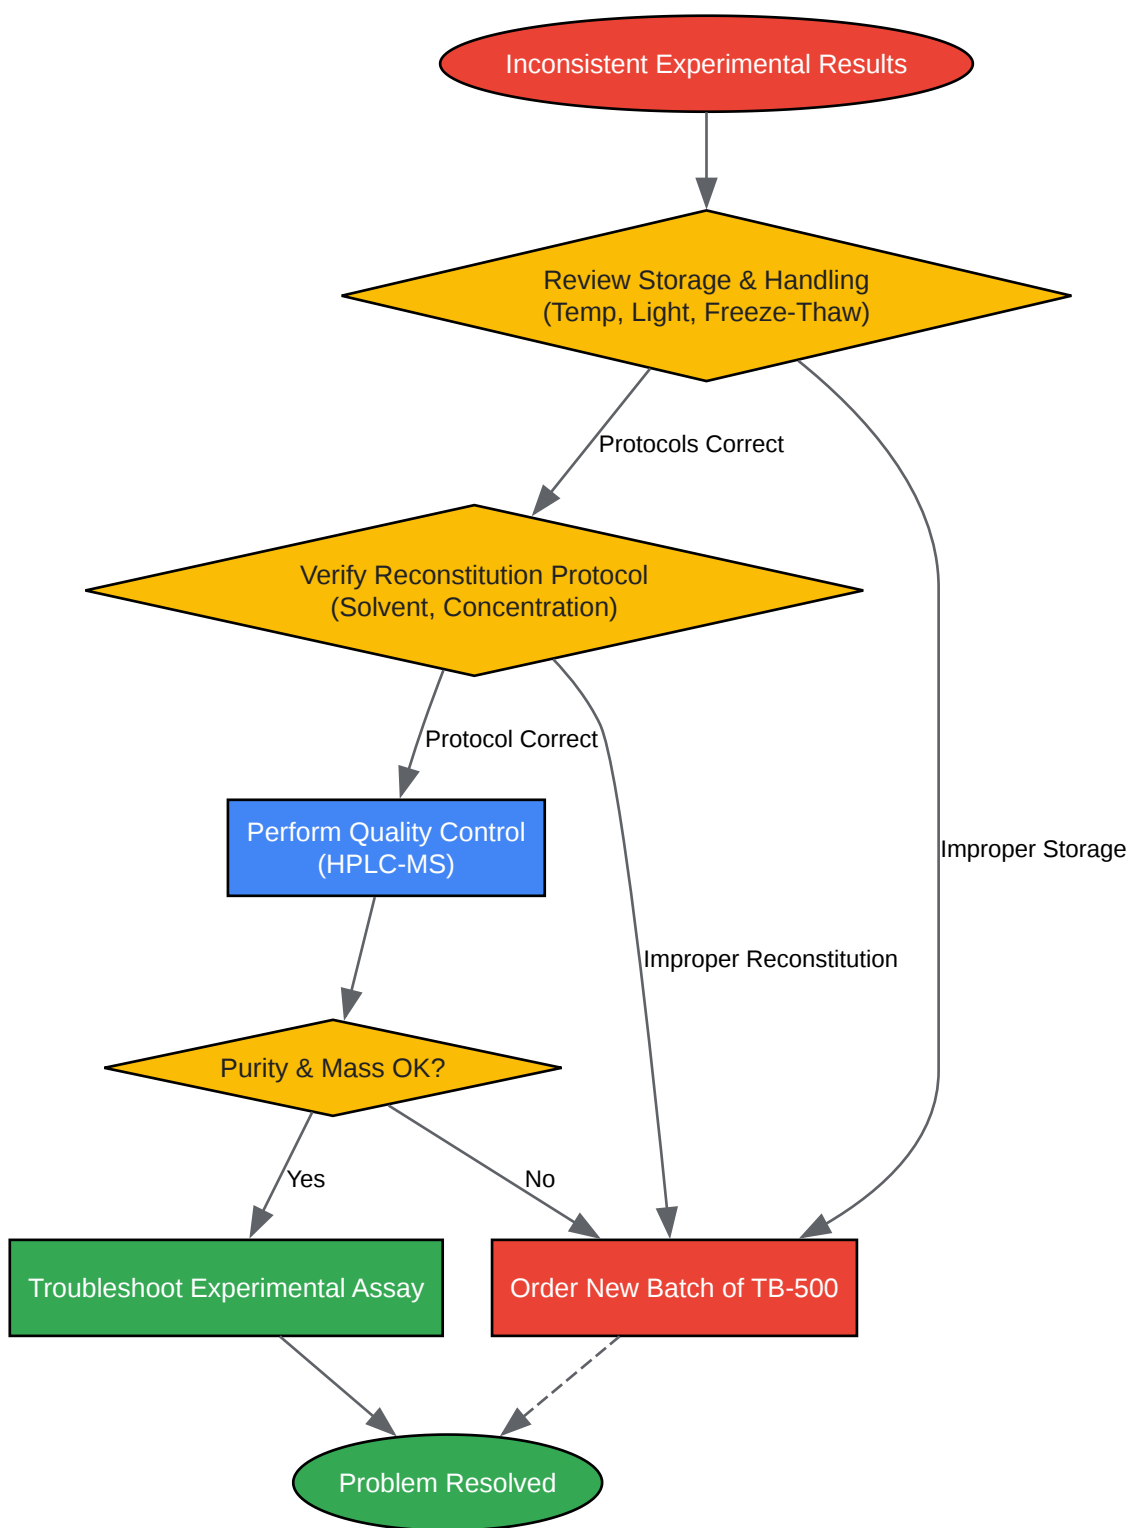 Inconsistent Experimental Results
Review Storage & Handling
(Temp, Light, Freeze-Thaw)
Protocols Correct
Verify Reconstitution Protocol
(Solvent, Concentration)
Protocol Correct
Perform Quality Control
(HPLC-MS)
Improper Storage
Improper Reconstitution
Purity & Mass OK?
Yes
No
Troubleshoot Experimental Assay
Order New Batch of TB-500
Problem Resolved